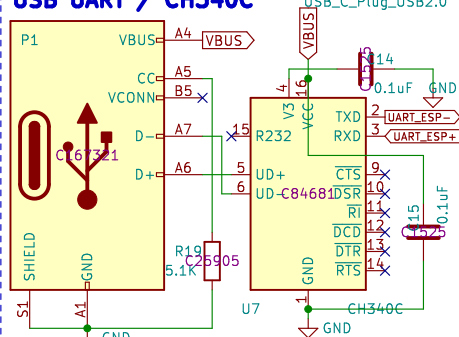 USB UART / CH340C
USB_C_Plug_USB2.0
P1
VBUS A4 VBUS
CC A5
VCONN B5
D- A7
D+ A6
C167321
SHIELD
GND
S1
A1
GND
R19
5.1K
C25905
VBUS
4
16
V3
VCC
15 R232
5 UD+
6 UD-
C84681
TXD 2 UART_ESP-
RXD 3 UART_ESP+
CTS 9
DSR 10
RI 11
DCD 12
DTR 13
RTS 14
GND
1
U7
CH340C
GND
C14
0.1uF
C1525
GND
C15
0.1uF
C1525